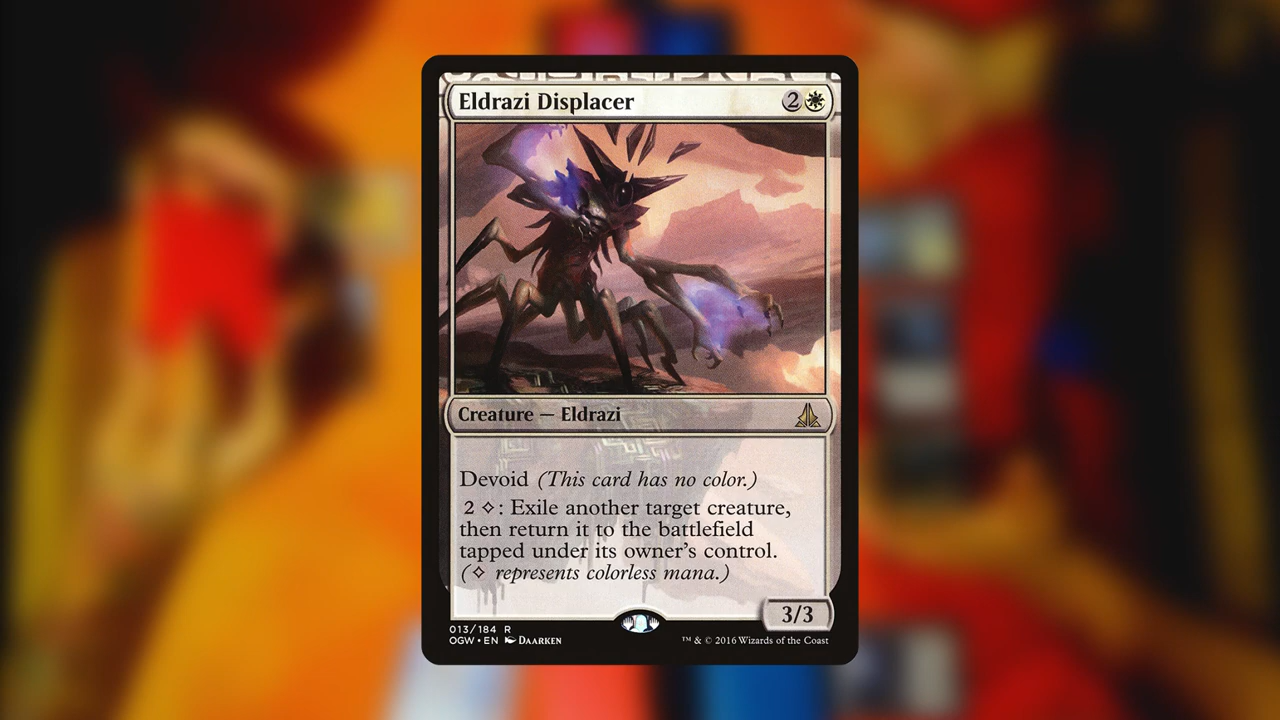 Eldrazi Displacer 2
Creature — Eldrazi
Devoid (This card has no color.)
2 ◇: Exile another target creature,
then return it to the battlefield
tapped under its owner's control.
(◇ represents colorless mana.)
3/3
013/184 R
OGW • EN DAARKEN
™ & © 2016 Wizards of the Coast